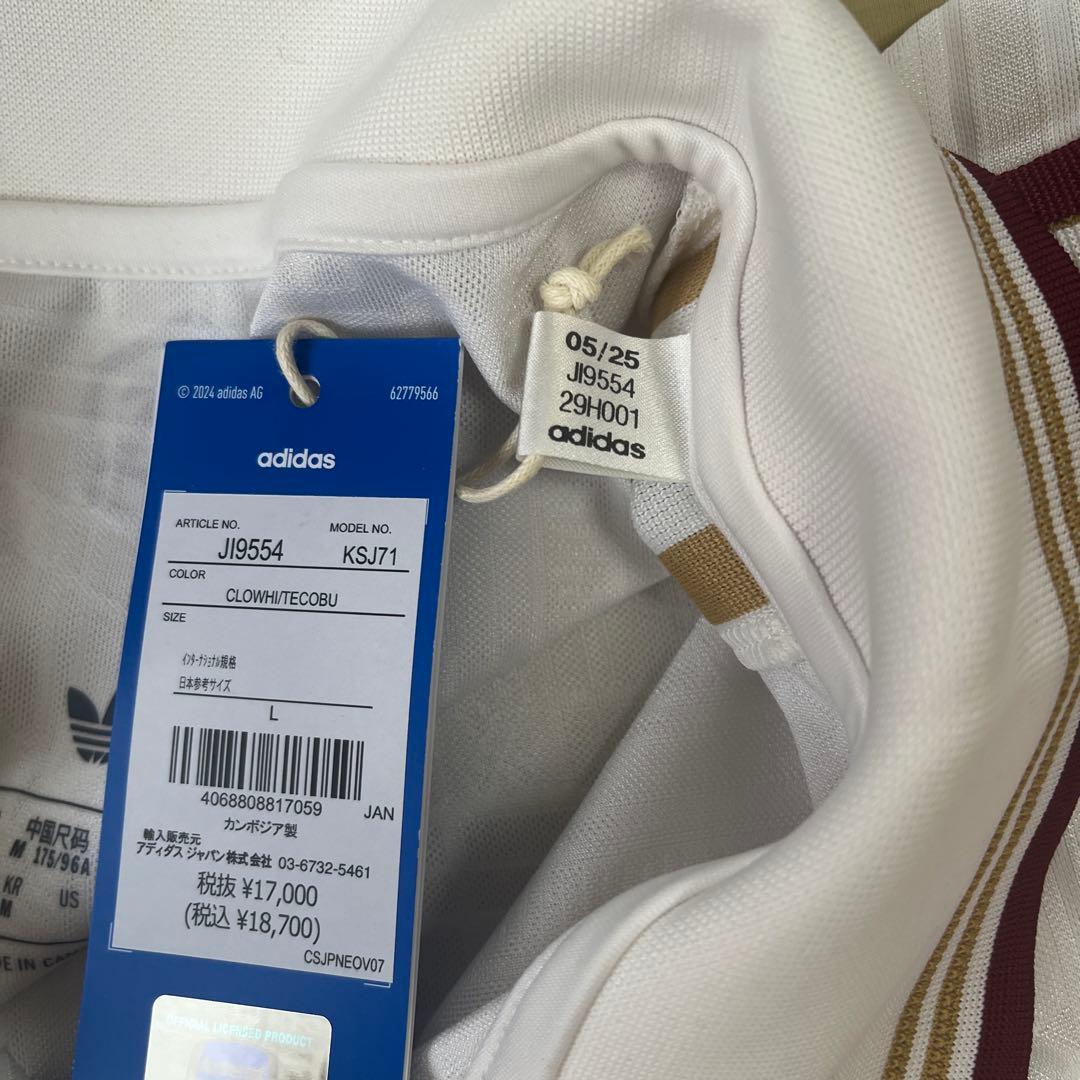 © 2024 adidas AG
62779566
adidas
ARTICLE NO.
MODEL NO.
JI9554
KSJ71
COLOR
CLOWHI/TECOBU
SIZE
インターナショナル規格
日本参考サイズ
L
4068808817059
JAN
カンボジア製
輸入販売元
アディダス ジャパン株式会社 03-6732-5461
税抜 ¥17,000
(税込 ¥18,700)
CSJPNEOV07
OFFICIAL LICENSED PRODUCT
05/25
JI9554
29H001
adidas
中国尺码
M 175/96A
KR US
M